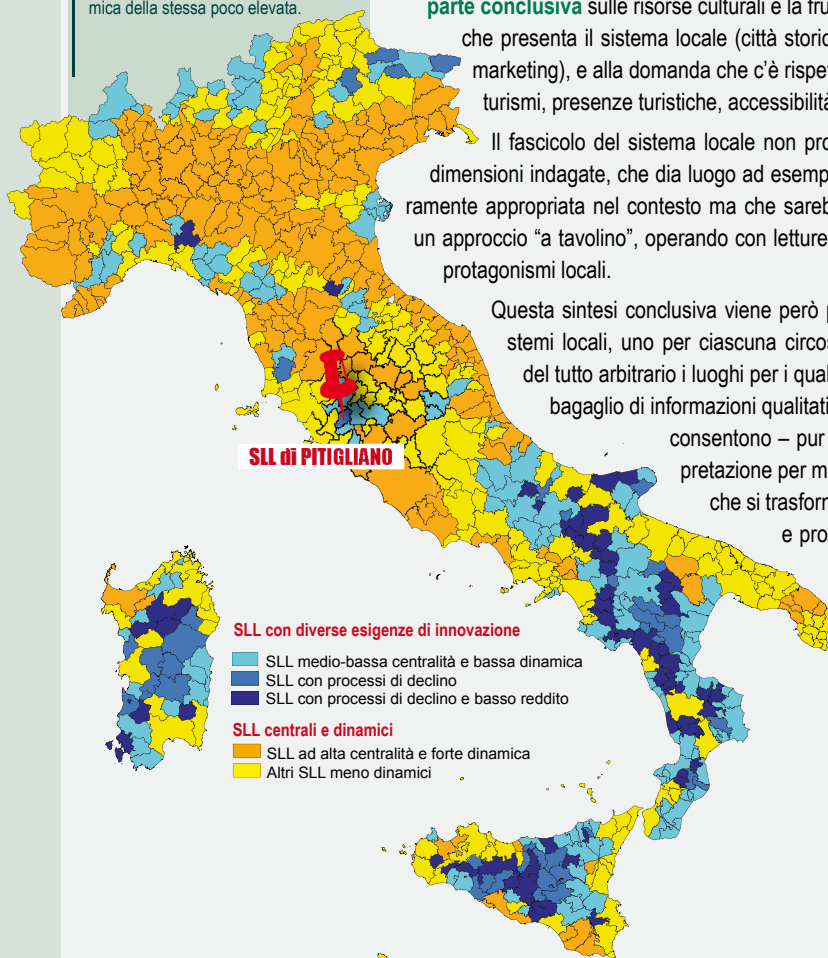 mica della stessa poco elevata.
parte conclusiva sulle risorse culturali e la fru
che presenta il sistema locale (città storic
marketing), e alla domanda che c'è rispe
turismi, presenze turistiche, accessibilità
Il fascicolo del sistema locale non pro
dimensioni indagate, che dia luogo ad esemp
ramente appropriata nel contesto ma che sareb
un approccio "a tavolino", operando con letture
protagonismi locali.
Questa sintesi conclusiva viene però p
stemi locali, uno per ciascuna circos
del tutto arbitrario i luoghi per i qual
bagaglio di informazioni qualitati
consentono – pur
pretazione per m
che si trasforn
e pro
SLL di PITIGLIANO
SLL con diverse esigenze di innovazione
SLL medio-bassa centralità e bassa dinamica
SLL con processi di declino
SLL con processi di declino e basso reddito
SLL centrali e dinamici
SLL ad alta centralità e forte dinamica
Altri SLL meno dinamici